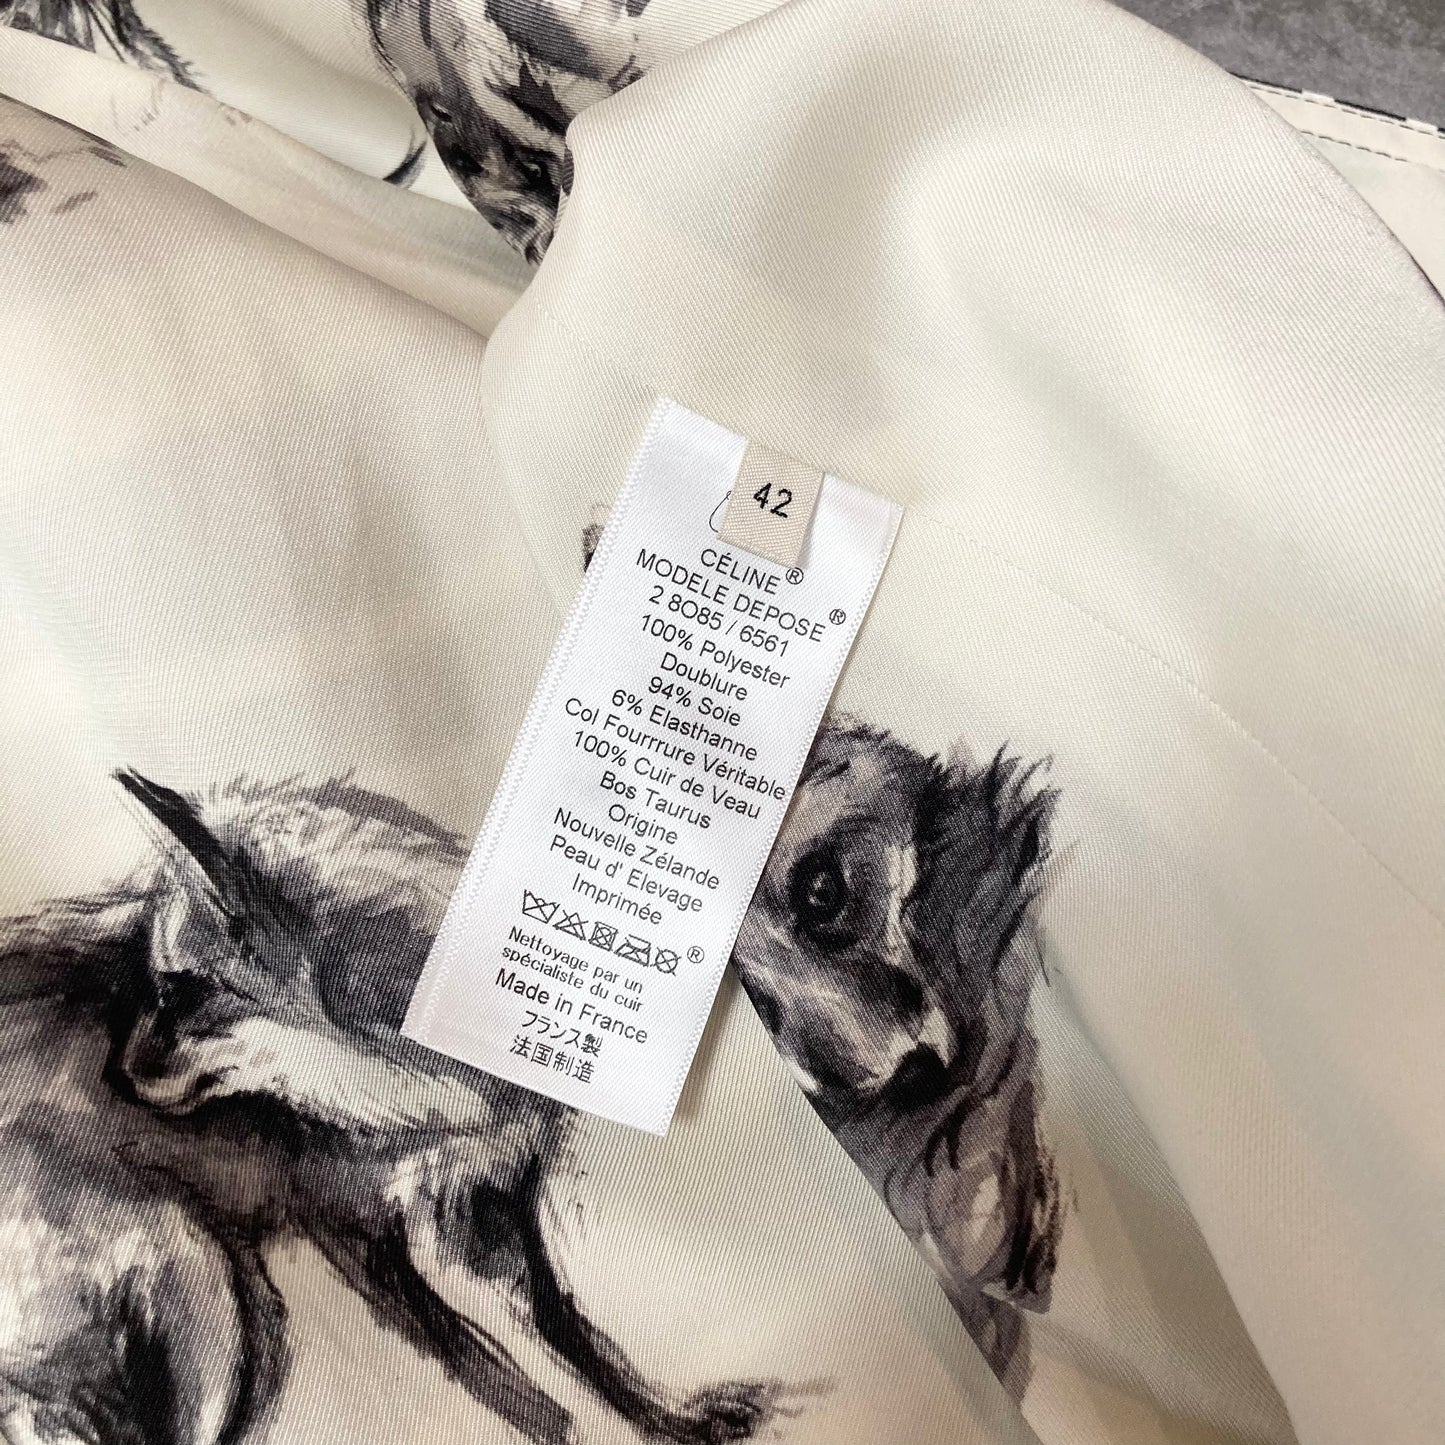 42
CÉLINE®
MODELE DEPOSE®
2 8O85 / 6561
100% Polyester
Doublure
94% Soie
6% Elasthanne
Col Fourrrure Véritable
100% Cuir de Veau
Bos Taurus
Origine
Nouvelle Zélande
Peau d' Elevage
Imprimée
®
Nettoyage par un
spécialiste du cuir
Made in France
フランス製
法国制造